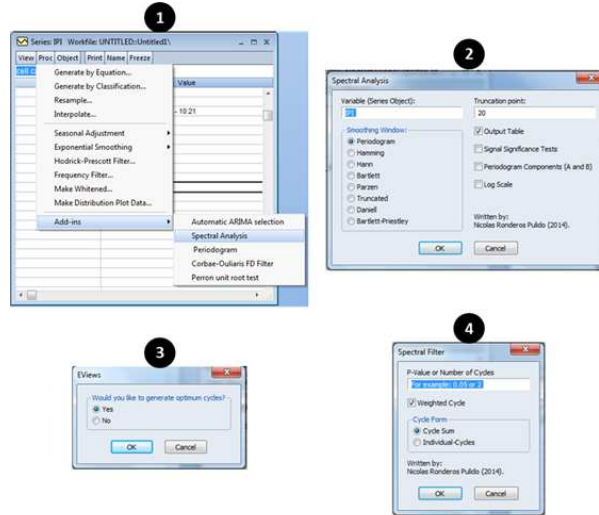 1
Series: IPI Workfile: UNTITLED::Untitled1\
View Proc Object Print Name Freeze
Generate by Equation...
Generate by Classification...
Resample...
Interpolate...
Seasonal Adjustment
Exponential Smoothing
Hodrick-Prescott Filter...
Frequency Filter...
Make Whitened...
Make Distribution Plot Data...
Add-ins
Value
- 10:21
Automatic ARIMA selection
Spectral Analysis
Periodogram
Corbae-Ouliaris FD Filter
Perron unit root test
2
Spectral Analysis
Variable (Series Object):
IPI
Smoothing Window:
Periodogram
Hamming
Hann
Bartlett
Parzen
Truncated
Daniell
Bartlett-Priestley
Truncation point:
20
Output Table
Signal Significance Tests
Periodogram Components (A and B)
Log Scale
Written by:
Nicolas Ronderos Pulido (2014).
OK Cancel
3
EViews
Would you like to generate optimum cycles?
Yes
No
OK Cancel
4
Spectral Filter
P-Value or Number of Cycles
For example: 0.05 or 2
Weighted Cycle
Cycle Form
Cycle Sum
Individual-Cycles
Written by:
Nicolas Ronderos Pulido (2014).
OK Cancel